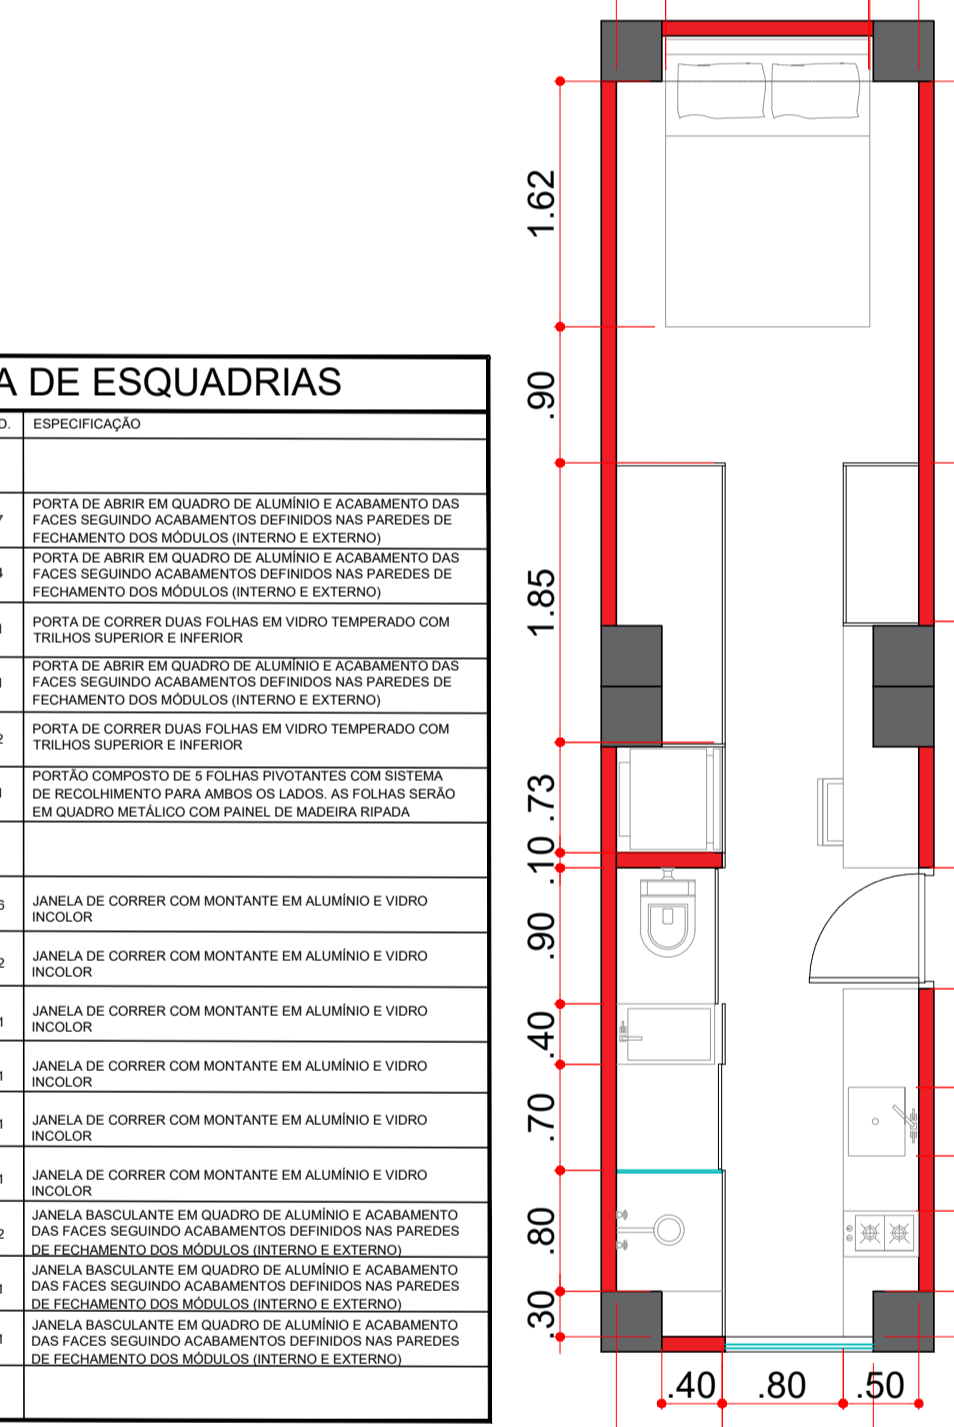 A DE ESQUADRIAS
D. ESPECIFICAÇÃO
PORTA DE ABRIR EM QUADRO DE ALUMÍNIO E ACABAMENTO DAS
FACES SEGUINDO ACABAMENTOS DEFINIDOS NAS PAREDES DE
FECHAMENTO DOS MÓDULOS (INTERNO E EXTERNO)
PORTA DE ABRIR EM QUADRO DE ALUMÍNIO E ACABAMENTO DAS
FACES SEGUINDO ACABAMENTOS DEFINIDOS NAS PAREDES DE
FECHAMENTO DOS MÓDULOS (INTERNO E EXTERNO)
PORTA DE CORRER DUAS FOLHAS EM VIDRO TEMPERADO COM
TRILHOS SUPERIOR E INFERIOR
PORTA DE ABRIR EM QUADRO DE ALUMÍNIO E ACABAMENTO DAS
FACES SEGUINDO ACABAMENTOS DEFINIDOS NAS PAREDES DE
FECHAMENTO DOS MÓDULOS (INTERNO E EXTERNO)
2 PORTA DE CORRER DUAS FOLHAS EM VIDRO TEMPERADO COM
TRILHOS SUPERIOR E INFERIOR
PORTÃO COMPOSTO DE 5 FOLHAS PIVOTANTES COM SISTEMA
DE RECOLHIMENTO PARA AMBOS OS LADOS. AS FOLHAS SERÃO
EM QUADRO METÁLICO COM PAINEL DE MADEIRA RIPADA
6 JANELA DE CORRER COM MONTANTE EM ALUMÍNIO E VIDRO
INCOLOR
2 JANELA DE CORRER COM MONTANTE EM ALUMÍNIO E VIDRO
INCOLOR
1 JANELA DE CORRER COM MONTANTE EM ALUMÍNIO E VIDRO
INCOLOR
1 JANELA DE CORRER COM MONTANTE EM ALUMÍNIO E VIDRO
INCOLOR
1 JANELA DE CORRER COM MONTANTE EM ALUMÍNIO E VIDRO
INCOLOR
1 JANELA DE CORRER COM MONTANTE EM ALUMÍNIO E VIDRO
INCOLOR
2 JANELA BASCULANTE EM QUADRO DE ALUMÍNIO E ACABAMENTO
DAS FACES SEGUINDO ACABAMENTOS DEFINIDOS NAS PAREDES
DE FECHAMENTO DOS MÓDULOS (INTERNO E EXTERNO)
1 JANELA BASCULANTE EM QUADRO DE ALUMÍNIO E ACABAMENTO
DAS FACES SEGUINDO ACABAMENTOS DEFINIDOS NAS PAREDES
DE FECHAMENTO DOS MÓDULOS (INTERNO E EXTERNO)
1 JANELA BASCULANTE EM QUADRO DE ALUMÍNIO E ACABAMENTO
DAS FACES SEGUINDO ACABAMENTOS DEFINIDOS NAS PAREDES
DE FECHAMENTO DOS MÓDULOS (INTERNO E EXTERNO)
1.62
.90
1.85
.73
.10
.90
.40
.70
.80
.30
.40 .80 .50